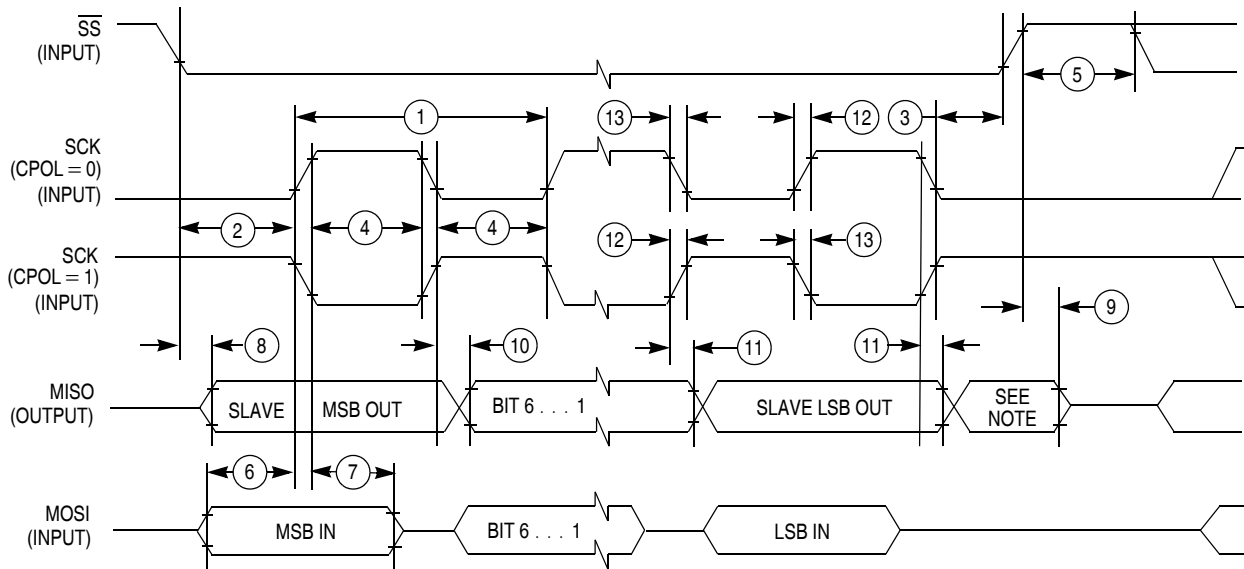 SS
(INPUT)
5
1
13
12
3
SCK
(CPOL = 0)
(INPUT)
2
4
4
12
13
SCK
(CPOL = 1)
(INPUT)
9
8
10
11
11
MISO
(OUTPUT)
SLAVE
MSB OUT
BIT 6 . . . 1
SLAVE LSB OUT
SEE
NOTE
6
7
MOSI
(INPUT)
MSB IN
BIT 6 . . . 1
LSB IN